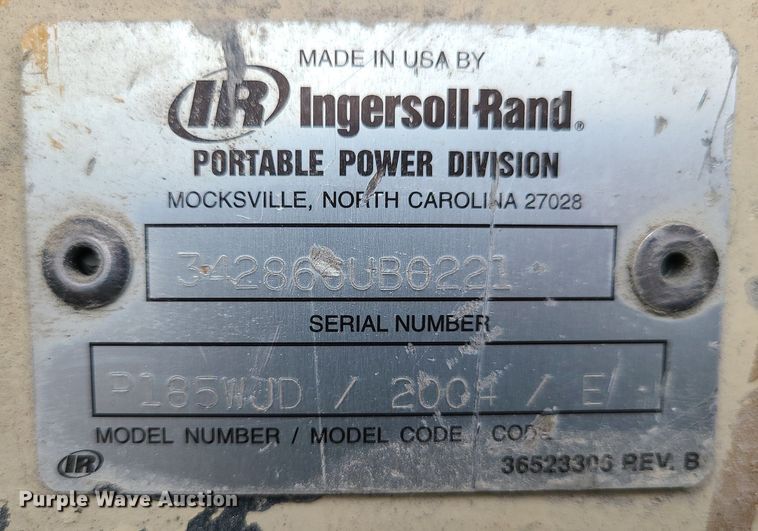 MADE IN USA BY
IR Ingersoll-Rand®
PORTABLE POWER DIVISION
MOCKSVILLE, NORTH CAROLINA 27028
342866UB0221
SERIAL NUMBER
P185WJD / 2004 / E
MODEL NUMBER / MODEL CODE / CODE
IR 36523306 REV. B
Purple Wave Auction